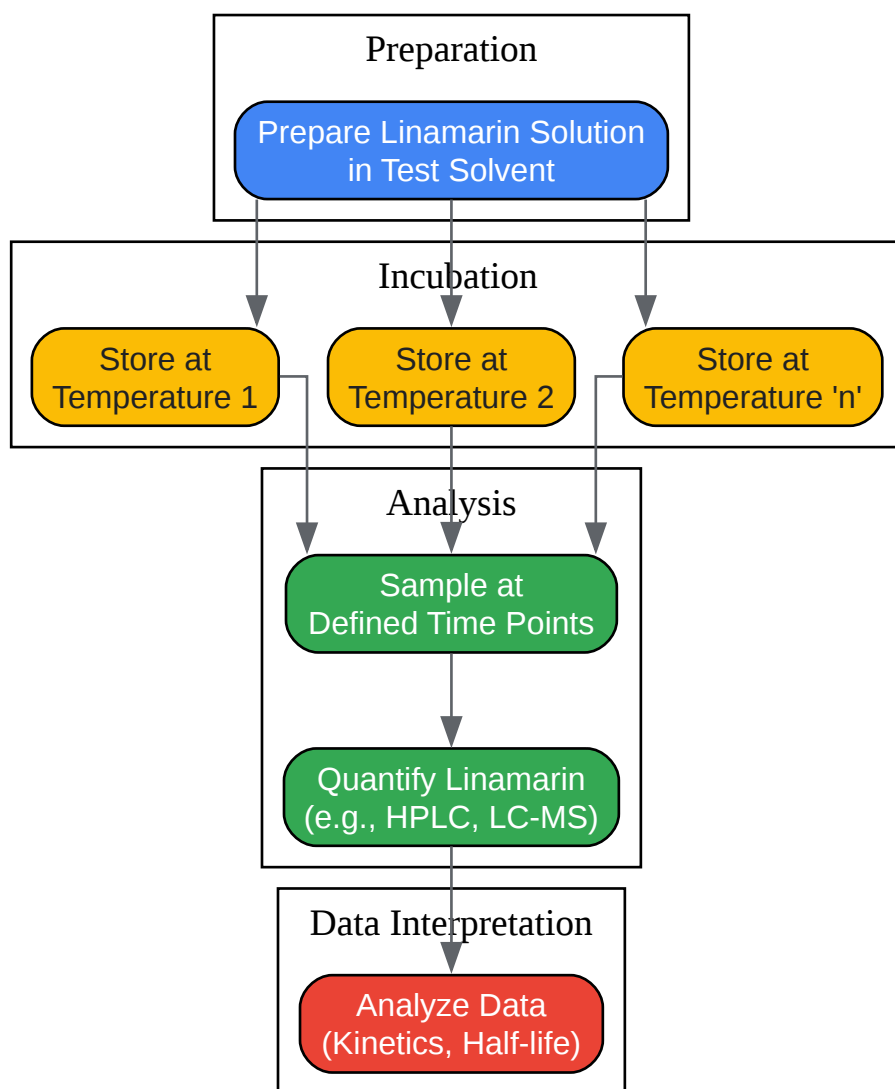 Preparation
Prepare Linamarin Solution
in Test Solvent
Incubation
Store at
Temperature 1
Store at
Temperature 2
Store at
Temperature 'n'
Analysis
Sample at
Defined Time Points
Quantify Linamarin
(e.g., HPLC, LC-MS)
Data Interpretation
Analyze Data
(Kinetics, Half-life)